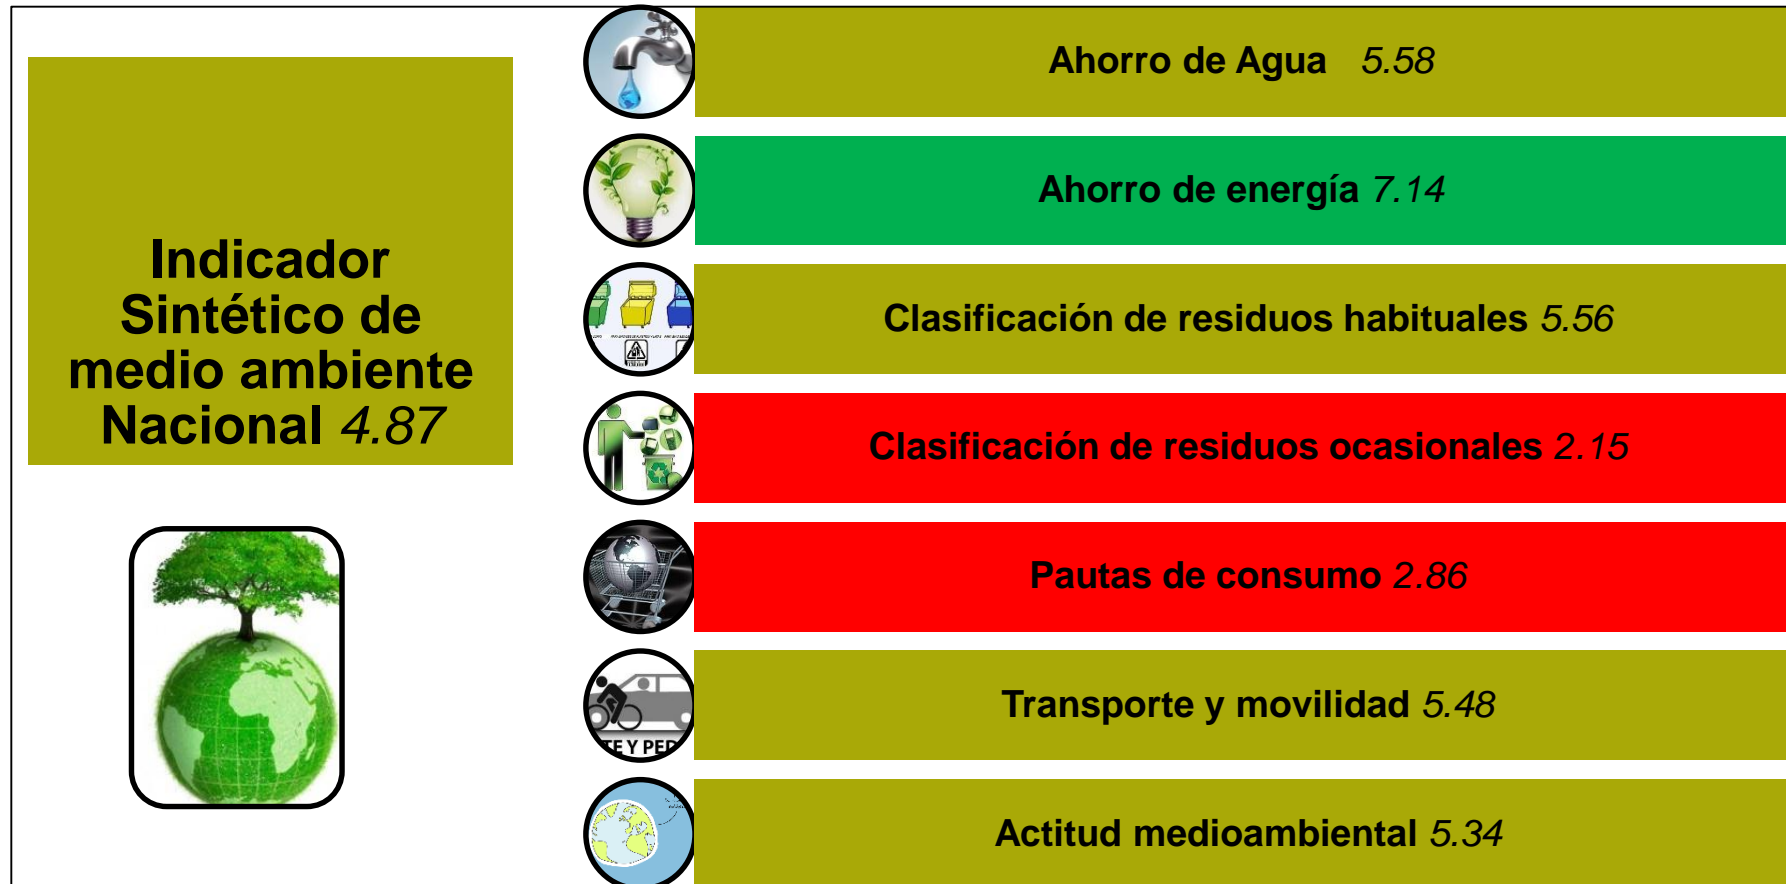 Indicador
Sintético de
medio ambiente
Nacional 4.87
Ahorro de Agua 5.58
Ahorro de energía 7.14
Clasificación de residuos habituales 5.56
Clasificación de residuos ocasionales 2.15
Pautas de consumo 2.86
TE Y PED
Transporte y movilidad 5.48
Actitud medioambiental 5.34